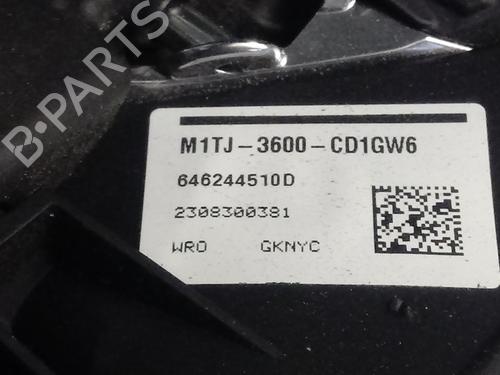 B-PARTS
M1TJ-3600-CD1GW6
646244510D
2308300381
WRO GKNYC